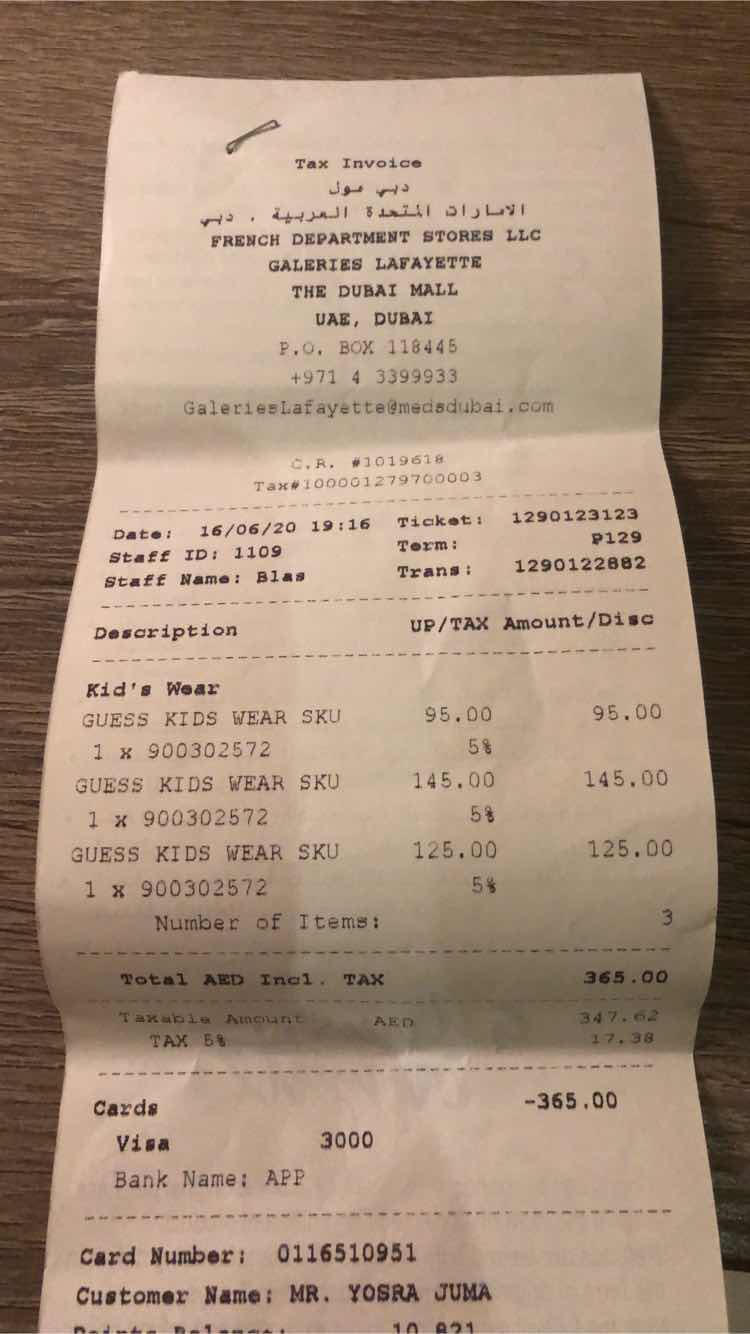 Tax Invoice
دبي مول
الامارات المتحدة العربية ، دبي
FRENCH DEPARTMENT STORES LLC
GALERIES LAFAYETTE
THE DUBAI MALL
UAE, DUBAI
P.O. BOX 118445
+971 4 3399933
GaleriesLafayette@medsdubai.com
C.R. #1019618
Tax#100001279700003
Date: 16/06/20 19:16 Ticket: 1290123123
Staff ID: 1109 Term: P129
Staff Name: Blas Trans: 1290122882
Description UP/TAX Amount/Disc
Kid's Wear
GUESS KIDS WEAR SKU 95.00 95.00
1 x 900302572 5%
GUESS KIDS WEAR SKU 145.00 145.00
1 x 900302572 5%
GUESS KIDS WEAR SKU 125.00 125.00
1 x 900302572 5%
Number of Items: 3
Total AED Incl. TAX 365.00
Taxable Amount AED 347.62
TAX 5% 17.38
Cards -365.00
Visa 3000
Bank Name: APP
Card Number: 0116510951
Customer Name: MR. YOSRA JUMA
Points Balance: 10,821